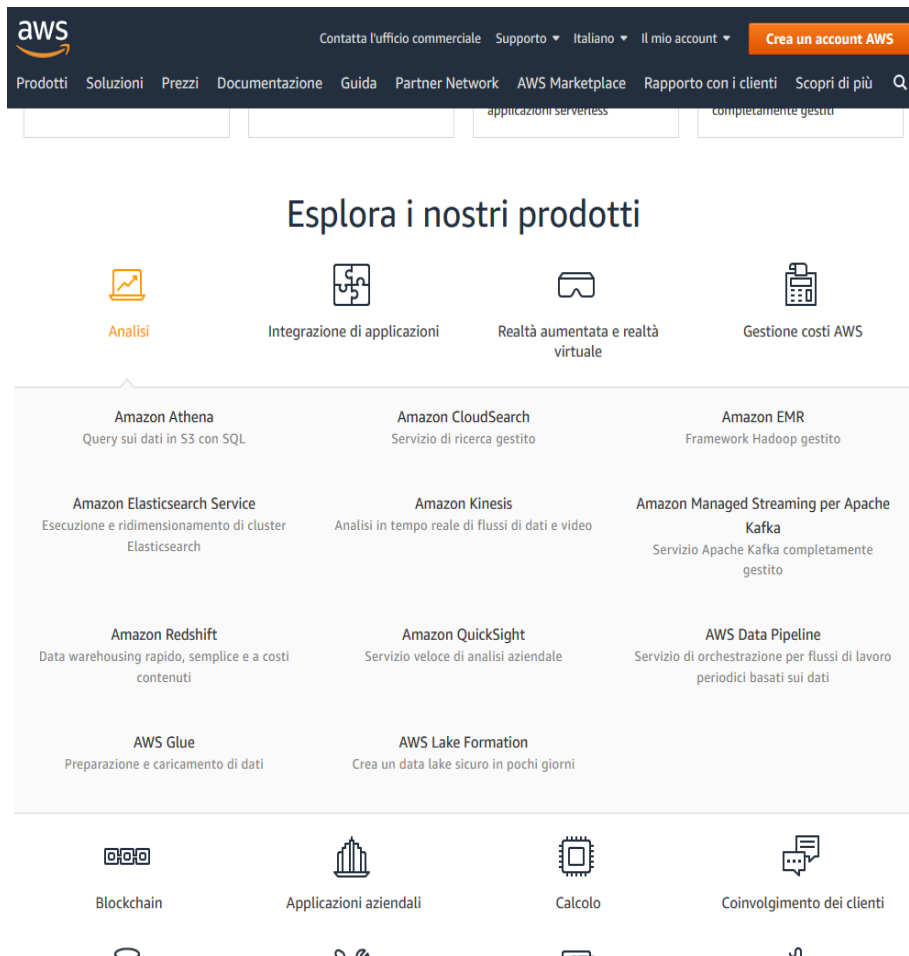 aws
Contatta l'ufficio commerciale Supporto Italiano Il mio account Crea un account AWS
Prodotti Soluzioni Prezzi Documentazione Guida Partner Network AWS Marketplace Rapporto con i clienti Scopri di più
applicazioni serverless completamente gestiti
Esplora i nostri prodotti
Analisi
Integrazione di applicazioni
Realtà aumentata e realtà
virtuale
Gestione costi AWS
Amazon Athena
Query sui dati in S3 con SQL
Amazon CloudSearch
Servizio di ricerca gestito
Amazon EMR
Framework Hadoop gestito
Amazon Elasticsearch Service
Esecuzione e ridimensionamento di cluster
Elasticsearch
Amazon Kinesis
Analisi in tempo reale di flussi di dati e video
Amazon Managed Streaming per Apache
Kafka
Servizio Apache Kafka completamente
gestito
Amazon Redshift
Data warehousing rapido, semplice e a costi
contenuti
Amazon QuickSight
Servizio veloce di analisi aziendale
AWS Data Pipeline
Servizio di orchestrazione per flussi di lavoro
periodici basati sui dati
AWS Glue
Preparazione e caricamento di dati
AWS Lake Formation
Crea un data lake sicuro in pochi giorni
Blockchain
Applicazioni aziendali
Calcolo
Coinvolgimento dei clienti